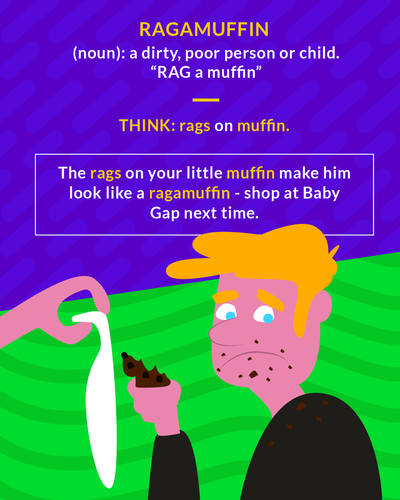 RAGAMUFFIN
(noun): a dirty, poor person or child.
“RAG a muffin”
THINK: rags on muffin.
The rags on your little muffin make him
look like a ragamuffin - shop at Baby
Gap next time.